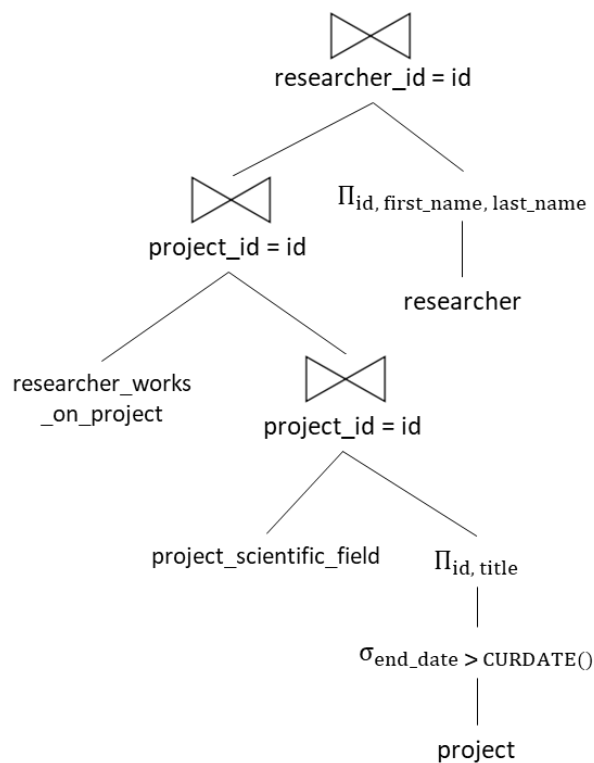 researcher_id = id
project_id = id
Πid, first_name, last_name
researcher
researcher_works
_on_project
project_id = id
project_scientific_field
Πid, title
σend_date > CURDATE()
project